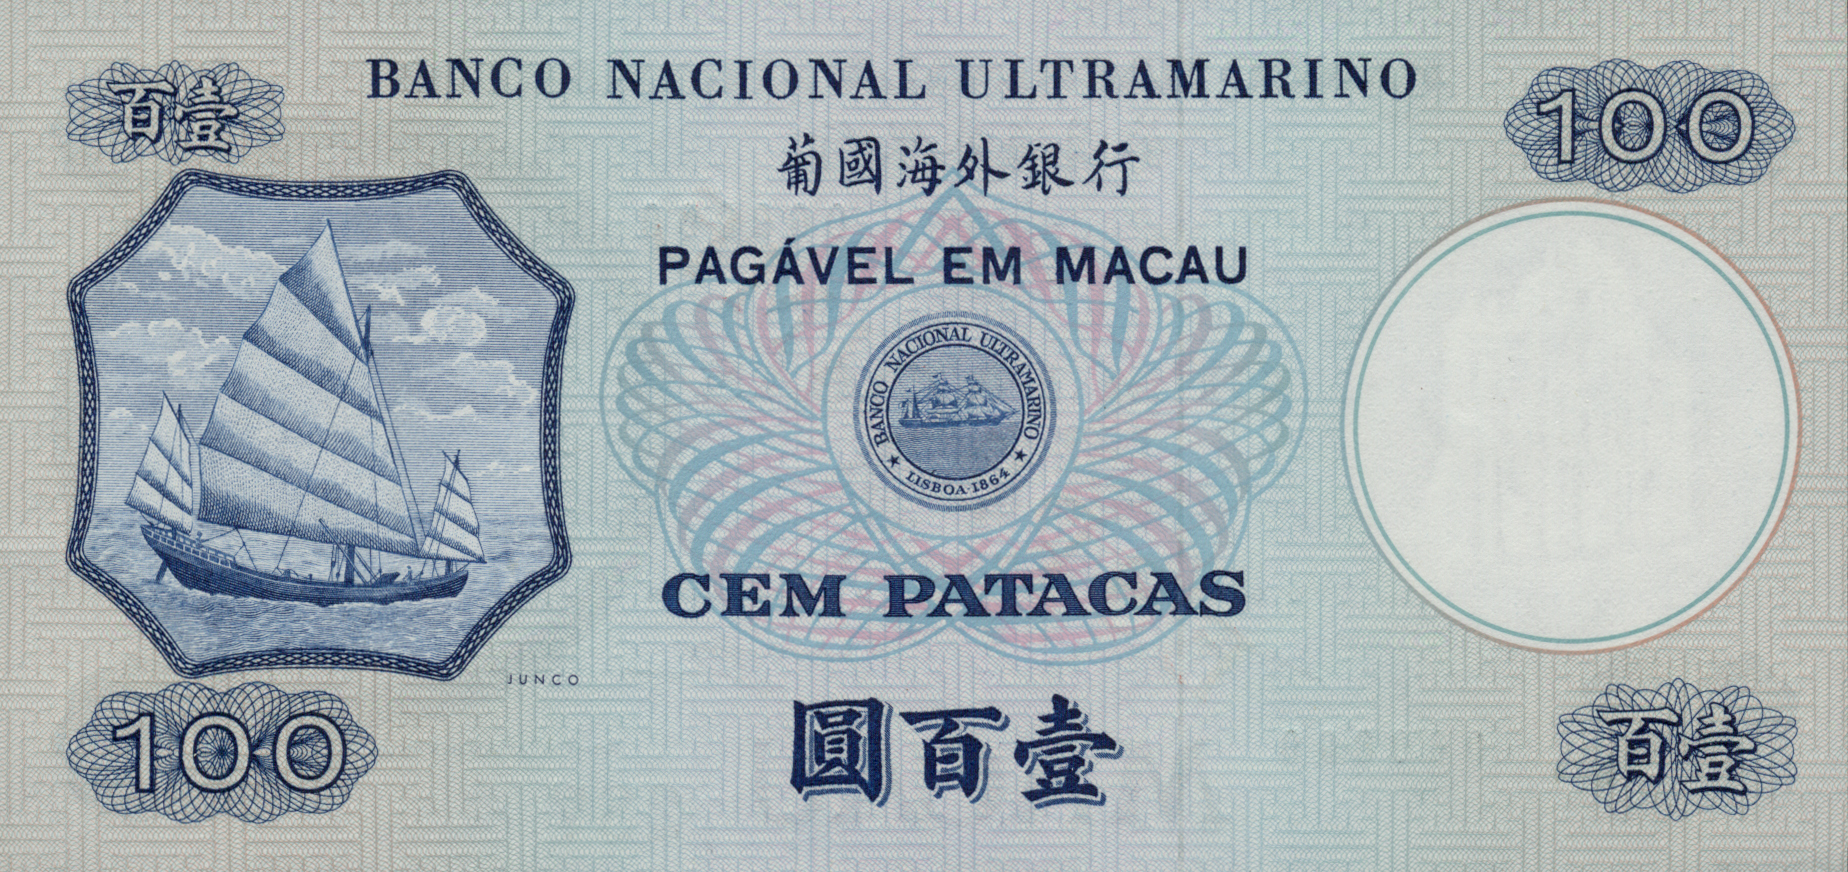 壹百
BANCO NACIONAL ULTRAMARINO
100
葡國海外銀行
PAGÁVEL EM MACAU
BANCO NACIONAL ULTRAMARINO
★ LISBOA·1864 ★
CEM PATACAS
JUNCO
100
壹百圓
壹百